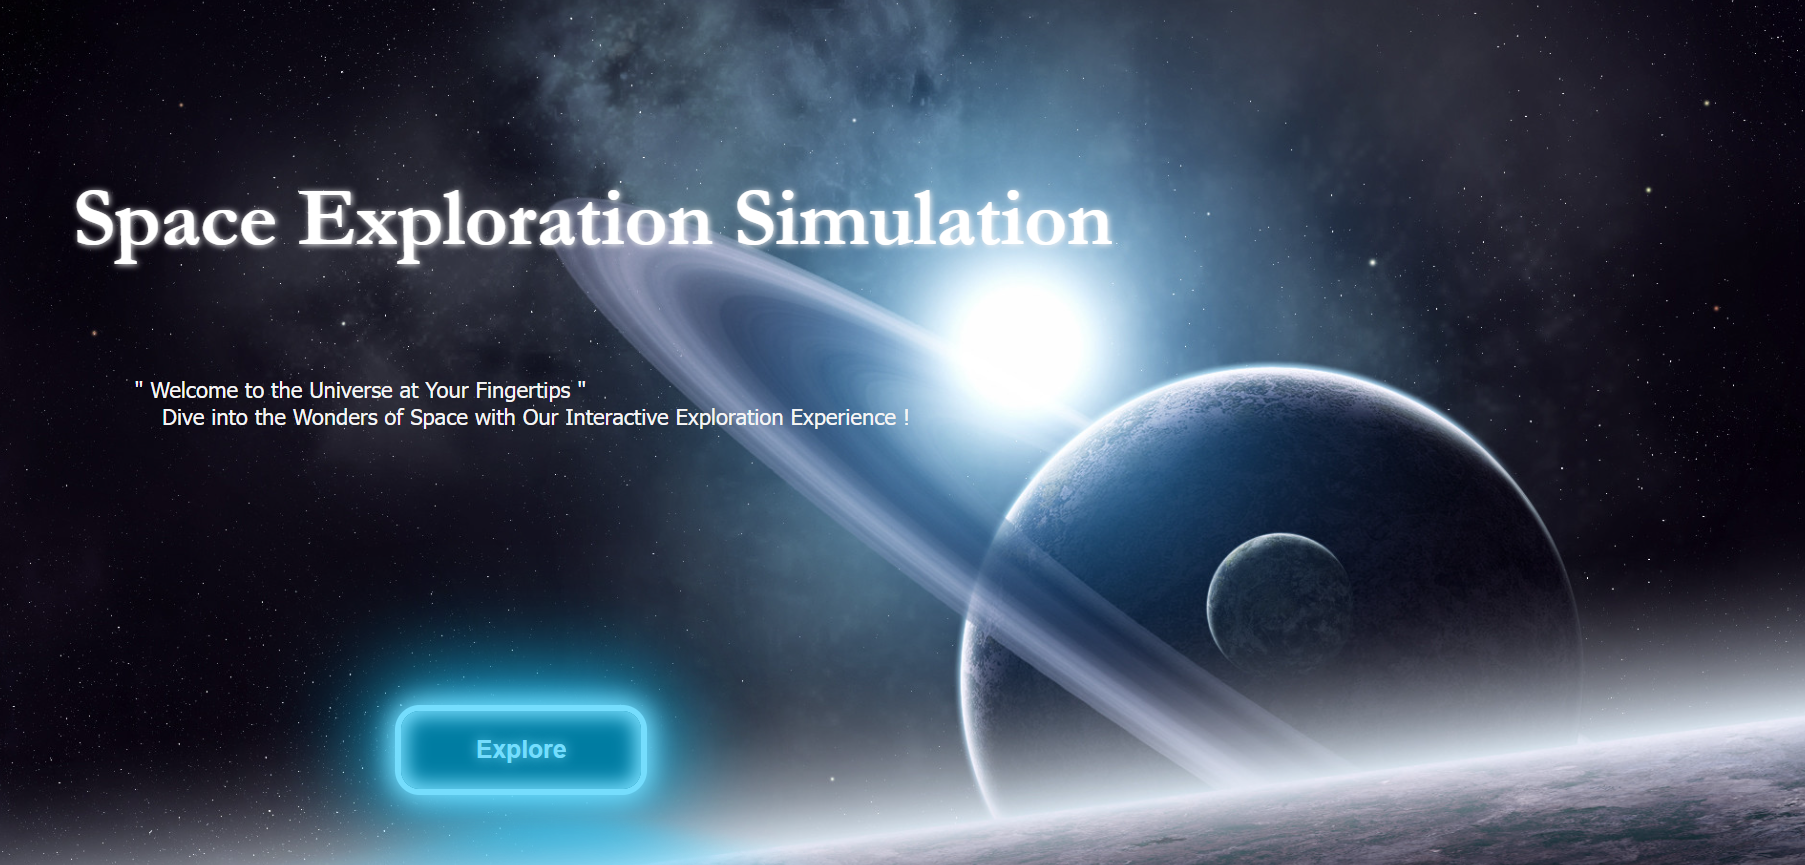 Space Exploration Simulation
" Welcome to the Universe at Your Fingertips "
Dive into the Wonders of Space with Our Interactive Exploration Experience !
Explore